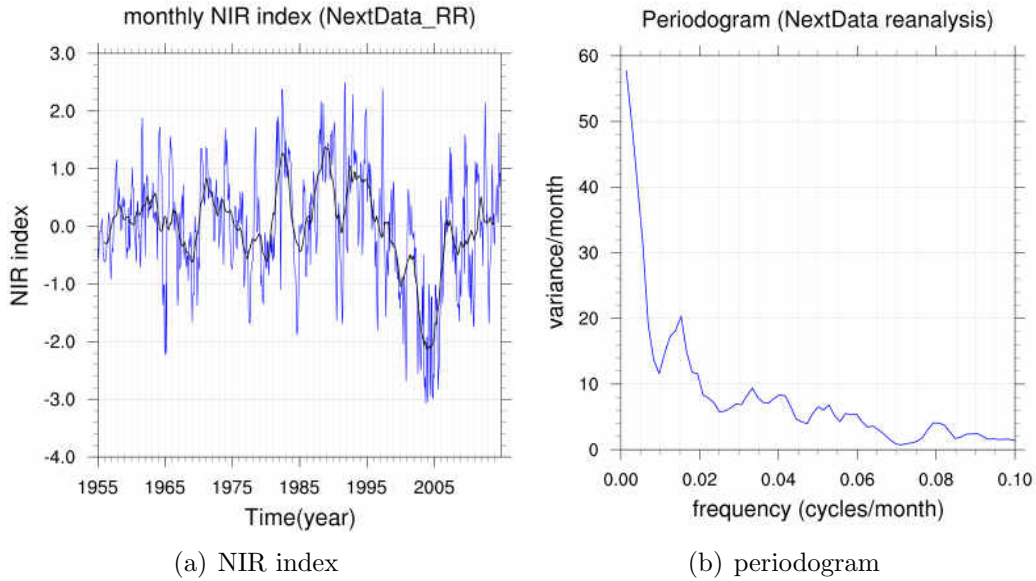 monthly NIR index (NextData_RR)
3.0
2.0
1.0
0.0
-1.0
-2.0
-3.0
-4.0
NIR index
1955 1965 1975 1985 1995 2005
Time(year)
(a) NIR index
Periodogram (NextData reanalysis)
60
50
40
30
20
10
0
variance/month
0.00 0.02 0.04 0.06 0.08 0.10
frequency (cycles/month)
(b) periodogram